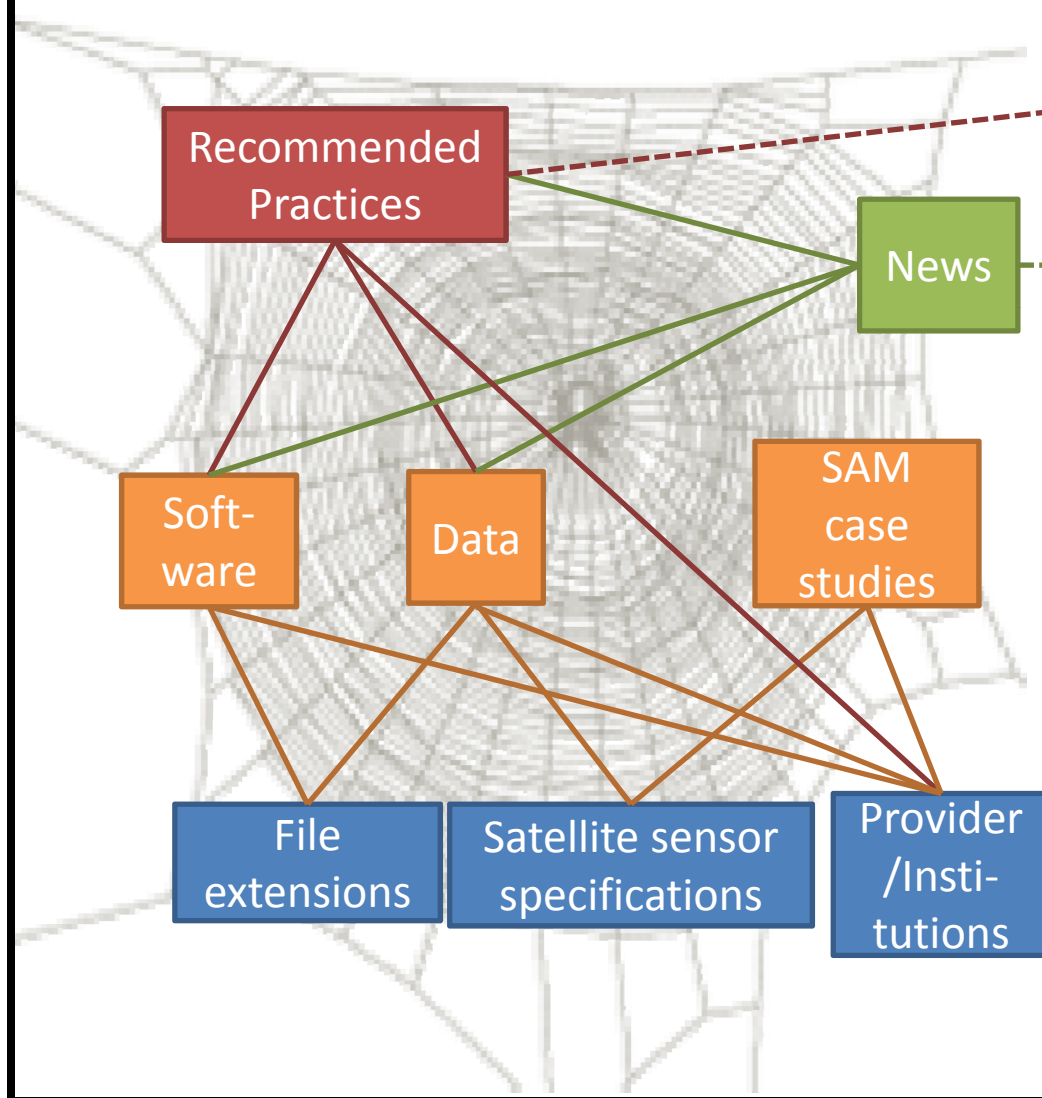 Recommended
Practices
News
Soft-
ware
Data
SAM
case
studies
File
extensions
Satellite sensor
specifications
Provider
/Insti-
tutions